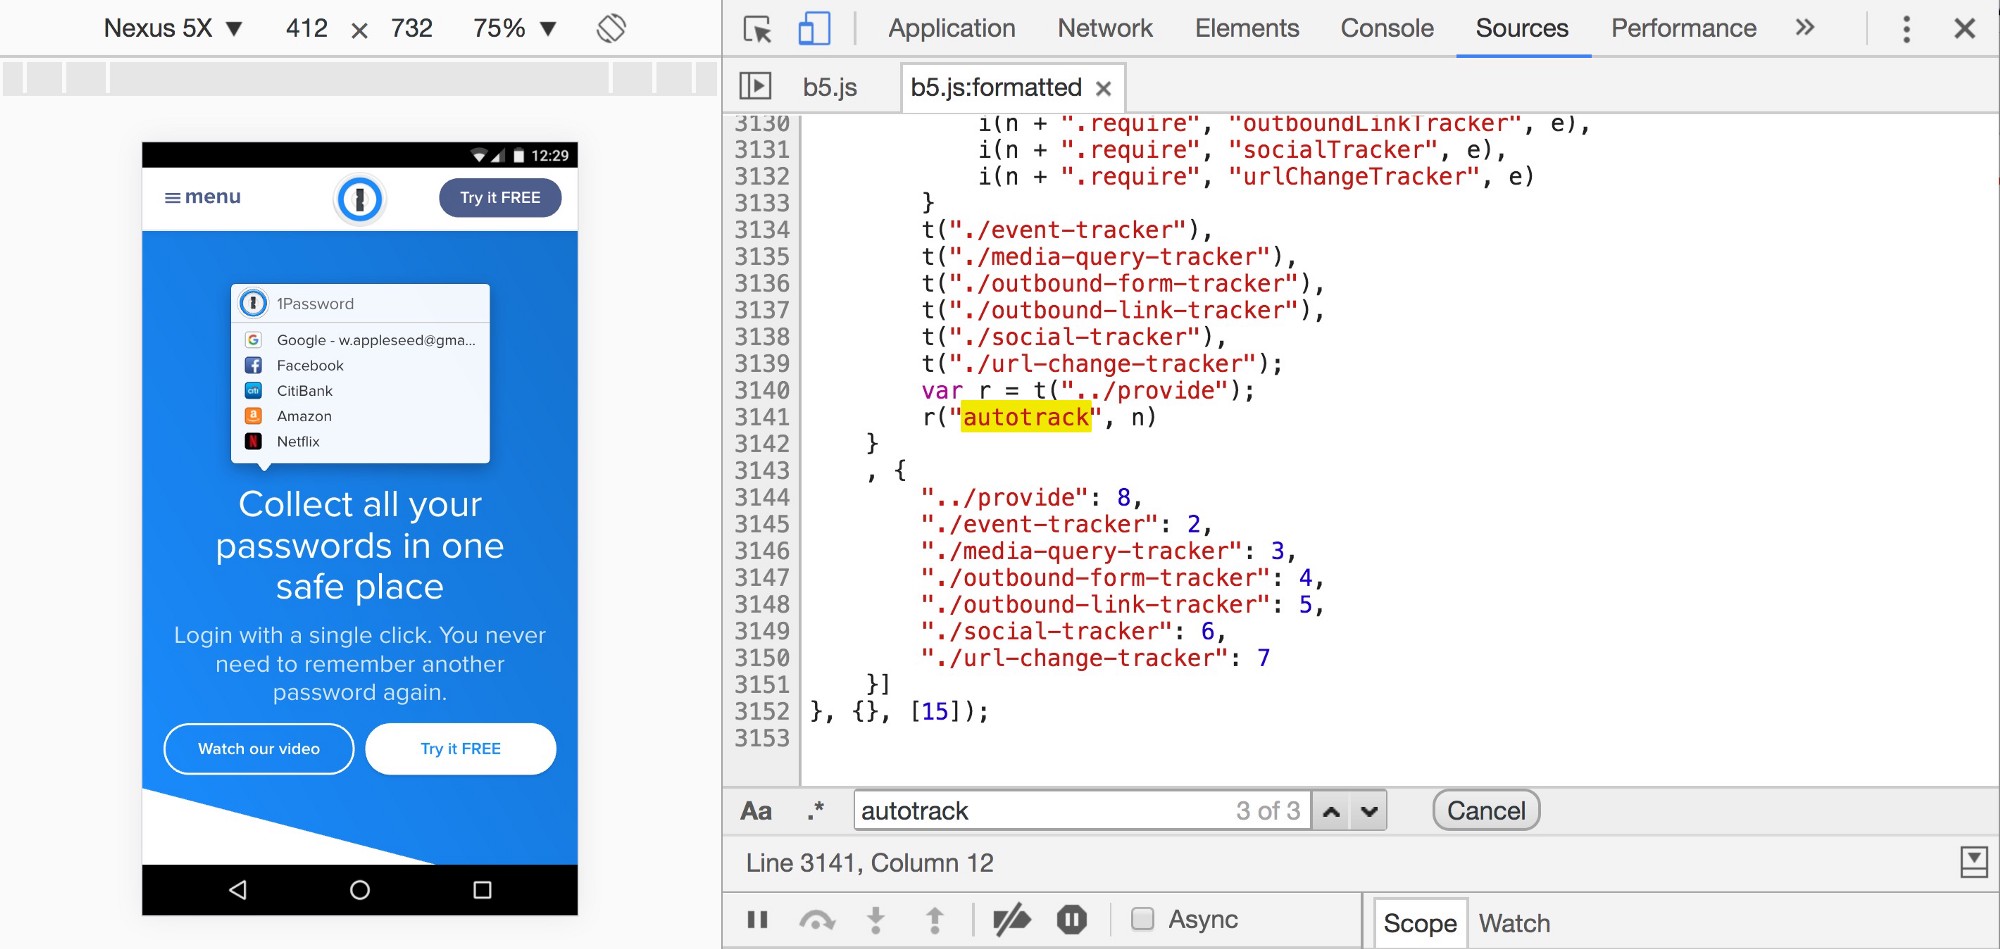 Nexus 5X ▼ 412 × 732 75% ▼
12:29
menu
Try it FREE
1Password
Google - w.appleseed@gma...
Facebook
citi CitiBank
a Amazon
N Netflix
Collect all your
passwords in one
safe place
Login with a single click. You never
need to remember another
password again.
Watch our video
Try it FREE
Application Network Elements Console Sources Performance »
b5.js b5.js:formatted ×
3130 i(n + ".require", "outboundLinkTracker", e),
3131 i(n + ".require", "socialTracker", e),
3132 i(n + ".require", "urlChangeTracker", e)
3133 }
3134 t("./event-tracker"),
3135 t("./media-query-tracker"),
3136 t("./outbound-form-tracker"),
3137 t("./outbound-link-tracker"),
3138 t("./social-tracker"),
3139 t("./url-change-tracker");
3140 var r = t("../provide");
3141 r("autotrack", n)
3142 }
3143 , {
3144 "../provide": 8,
3145 "./event-tracker": 2,
3146 "./media-query-tracker": 3,
3147 "./outbound-form-tracker": 4,
3148 "./outbound-link-tracker": 5,
3149 "./social-tracker": 6,
3150 "./url-change-tracker": 7
3151 }]
3152 }, {}, [15]);
3153
Aa .* autotrack 3 of 3 Cancel
Line 3141, Column 12
Async
Scope Watch